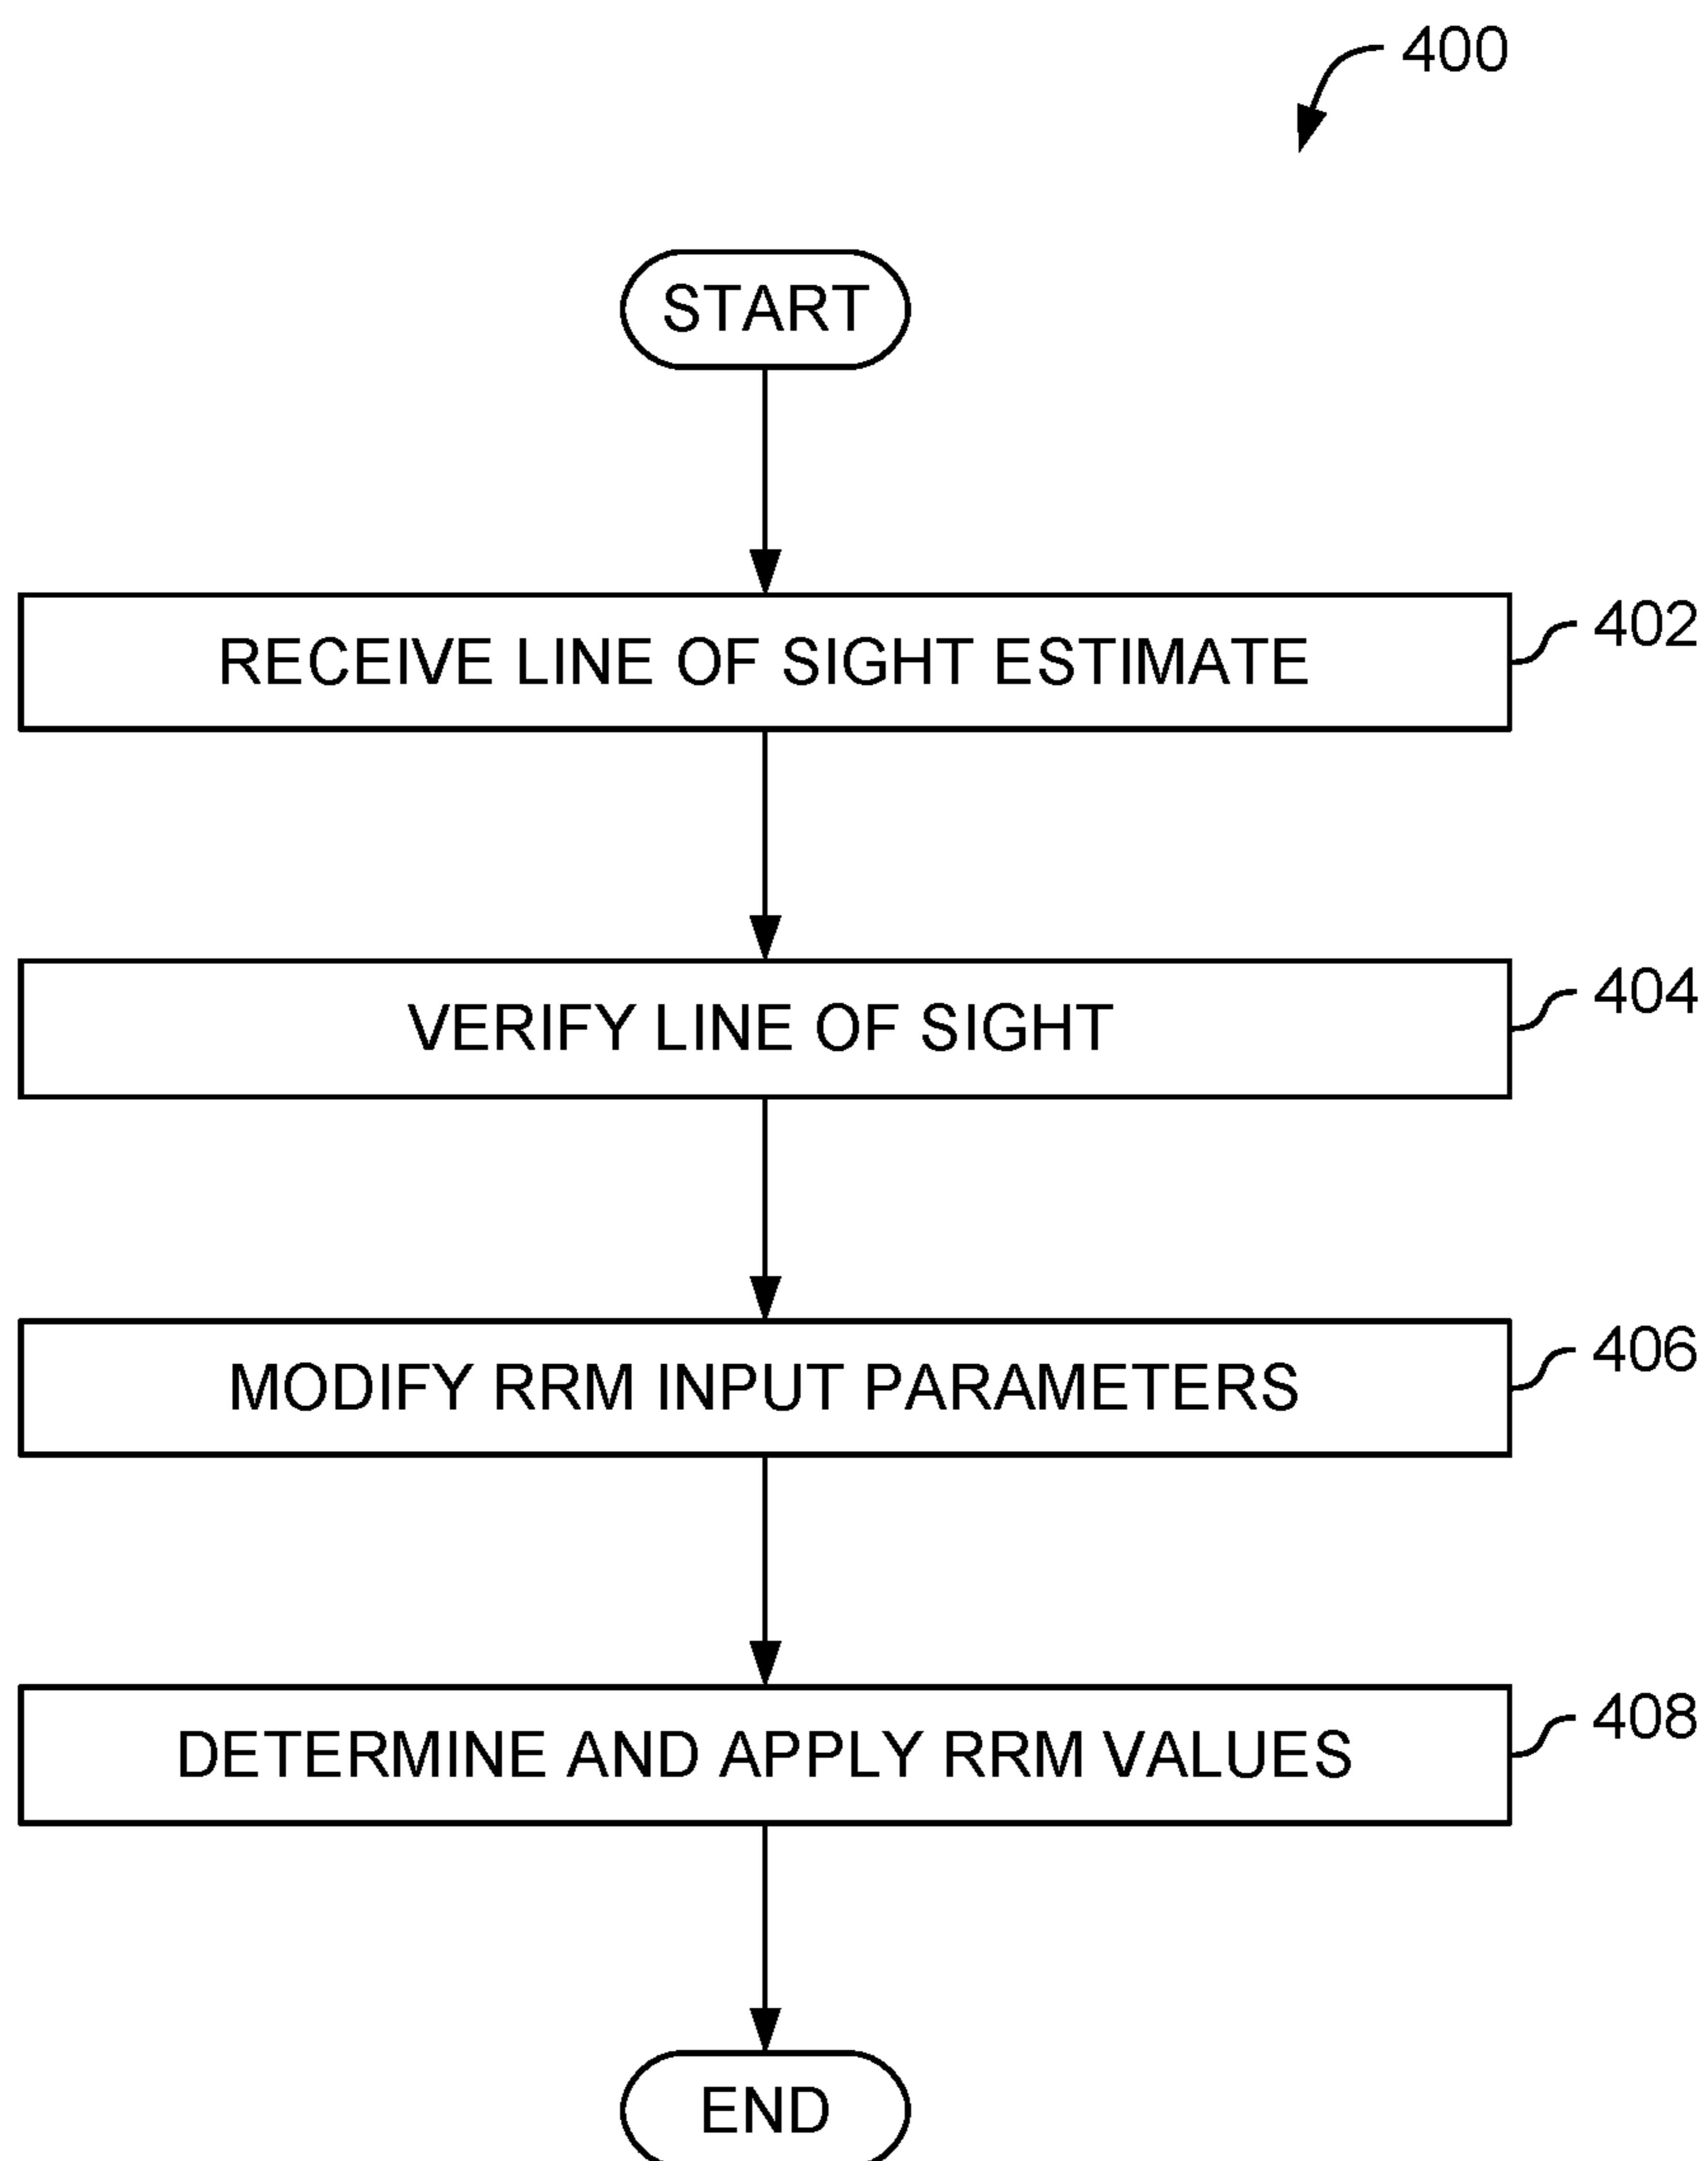 400
START
RECEIVE LINE OF SIGHT ESTIMATE
402
VERIFY LINE OF SIGHT
404
MODIFY RRM INPUT PARAMETERS
406
DETERMINE AND APPLY RRM VALUES
408
END